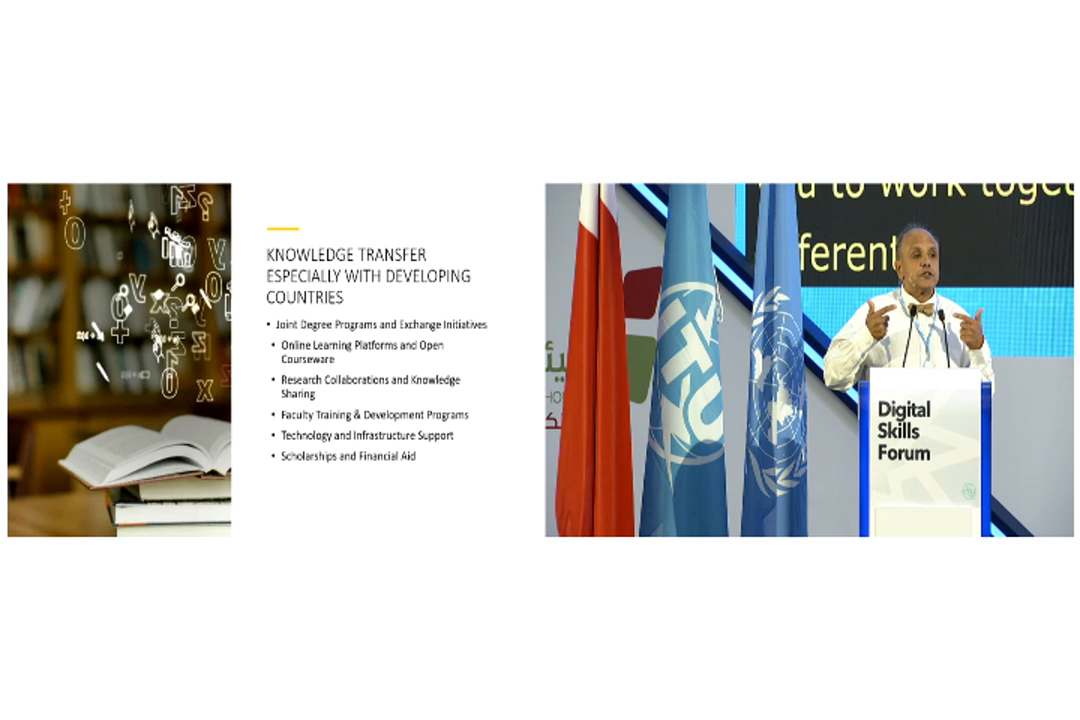 KNOWLEDGE TRANSFER
ESPECIALLY WITH DEVELOPING
COUNTRIES
• Joint Degree Programs and Exchange Initiatives
• Online Learning Platforms and Open
Courseware
• Research Collaborations and Knowledge
Sharing
• Faculty Training & Development Programs
• Technology and Infrastructure Support
• Scholarships and Financial Aid
to work
ITU
Digital
Skills
Forum